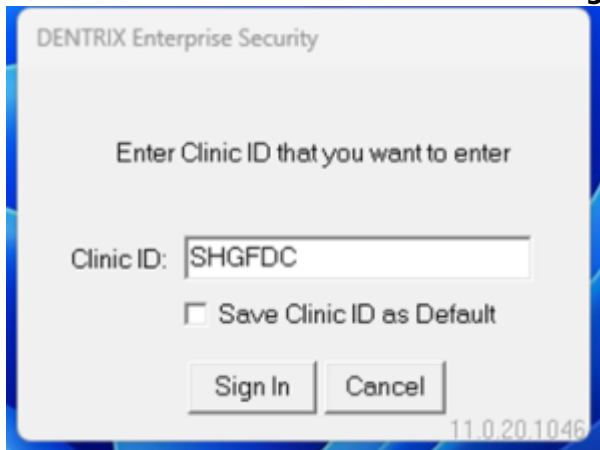 DENTRIX Enterprise Security
Enter Clinic ID that you want to enter
Clinic ID: SHGFDC
Save Clinic ID as Default
Sign In Cancel
11.0.20.1046